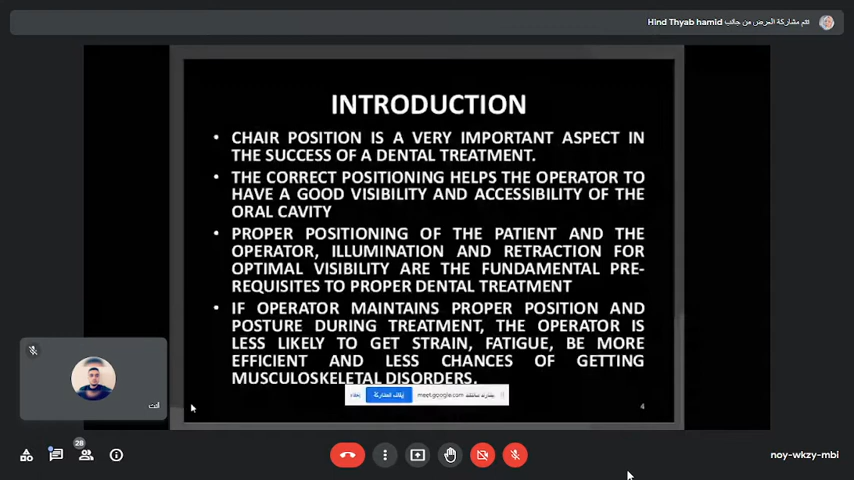 تتم مشاركة العرض من جانب Hind Thyab hamid
INTRODUCTION
• CHAIR POSITION IS A VERY IMPORTANT ASPECT IN
THE SUCCESS OF A DENTAL TREATMENT.
• THE CORRECT POSITIONING HELPS THE OPERATOR TO
HAVE A GOOD VISIBILITY AND ACCESSIBILITY OF THE
ORAL CAVITY
• PROPER POSITIONING OF THE PATIENT AND THE
OPERATOR, ILLUMINATION AND RETRACTION FOR
OPTIMAL VISIBILITY ARE THE FUNDAMENTAL PRE-
REQUISITES TO PROPER DENTAL TREATMENT
• IF OPERATOR MAINTAINS PROPER POSITION AND
POSTURE DURING TREATMENT, THE OPERATOR IS
LESS LIKELY TO GET STRAIN, FATIGUE, BE MORE
EFFICIENT AND LESS CHANCES OF GETTING
MUSCULOSKELETAL DISORDERS.
meet.google.com إيقاف المشاركة إخفاء
4
أنت
28
noy-wkzy-mbi